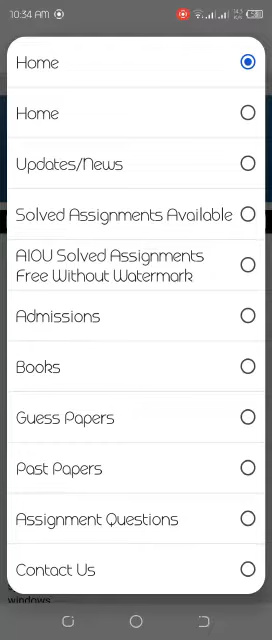 10:34 AM
Home
Home
Updates/News
Solved Assignments Available
AIOU Solved Assignments
Free Without Watermark
Admissions
Books
Guess Papers
Past Papers
Assignment Questions
Contact Us
windows